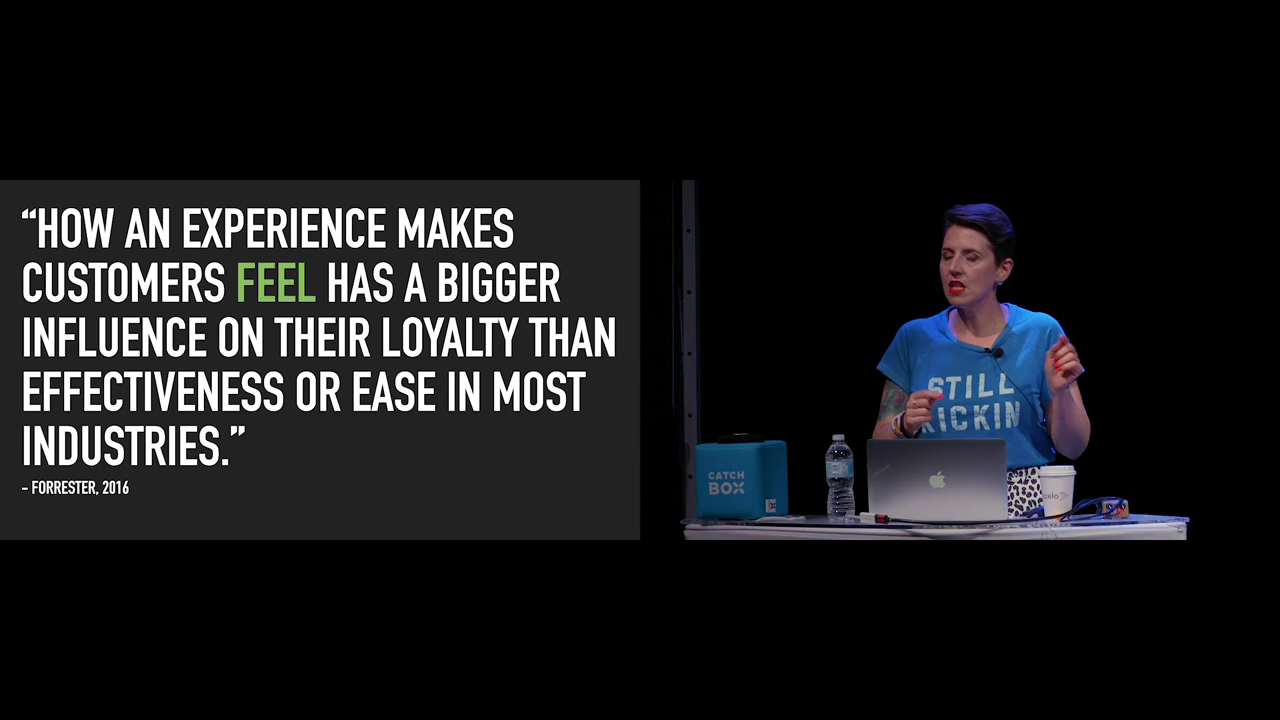 “HOW AN EXPERIENCE MAKES
CUSTOMERS FEEL HAS A BIGGER
INFLUENCE ON THEIR LOYALTY THAN
EFFECTIVENESS OR EASE IN MOST
INDUSTRIES.”
– FORRESTER, 2016
STILL
KICKIN
CATCH
BOX